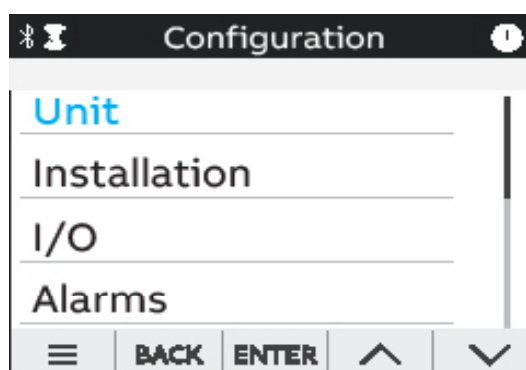 Configuration
Unit
Installation
I/O
Alarms
BACK ENTER